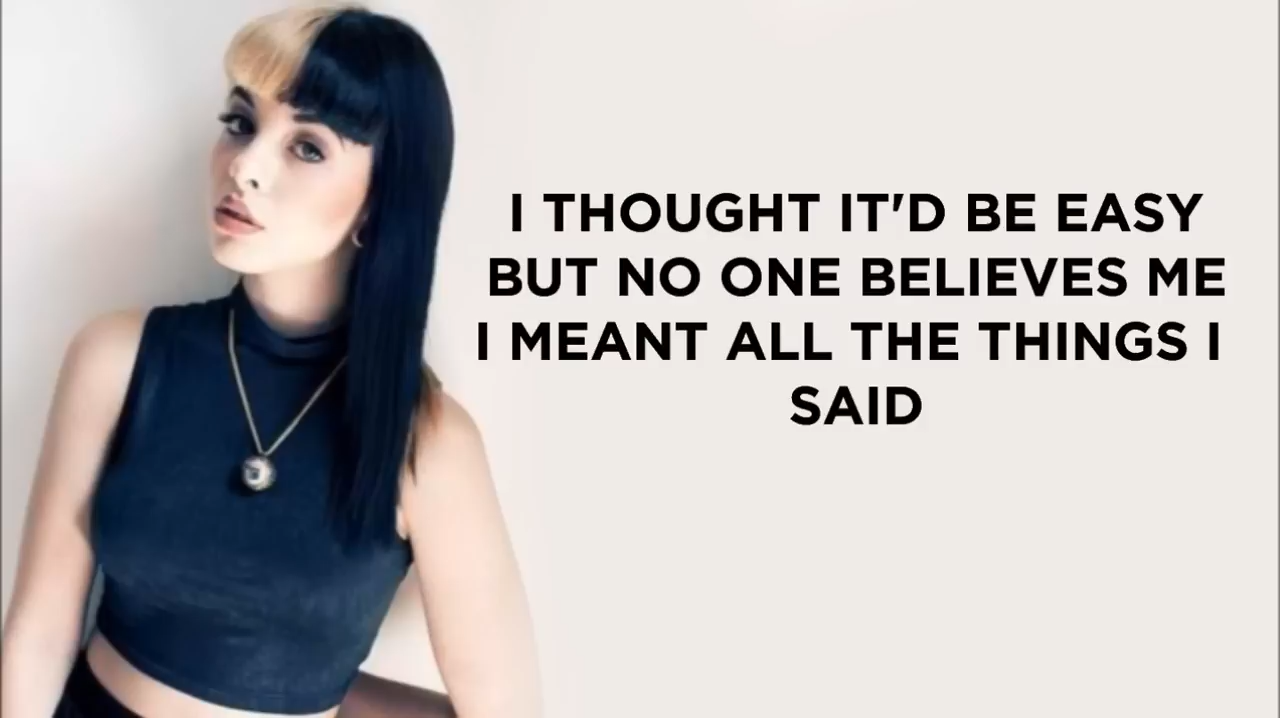 I THOUGHT IT'D BE EASY
BUT NO ONE BELIEVES ME
I MEANT ALL THE THINGS I
SAID